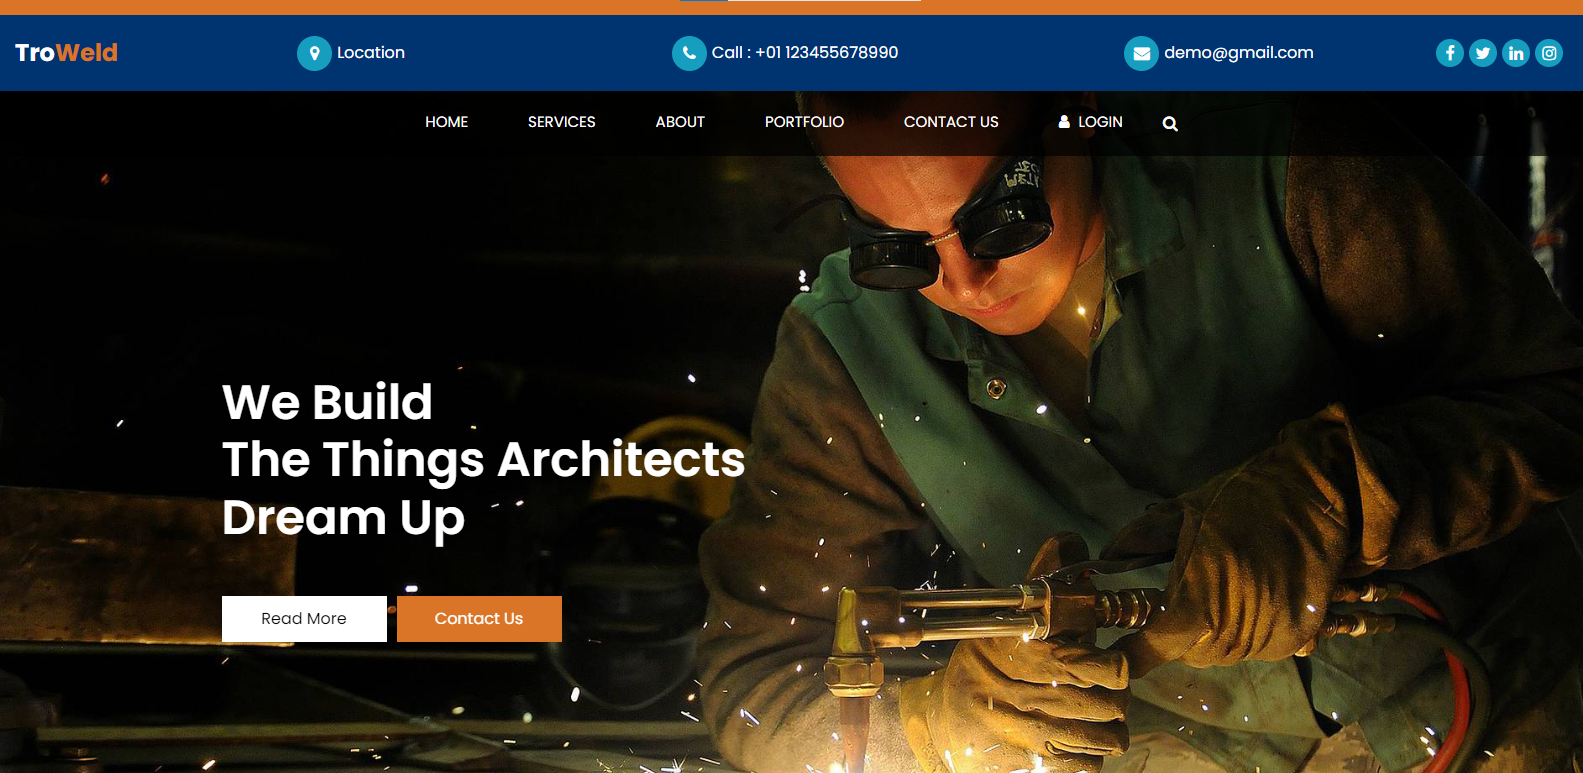 TroWeld
Location
Call : +01 123455678990
demo@gmail.com
HOME
SERVICES
ABOUT
PORTFOLIO
CONTACT US
LOGIN
We Build
The Things Architects
Dream Up
Read More
Contact Us